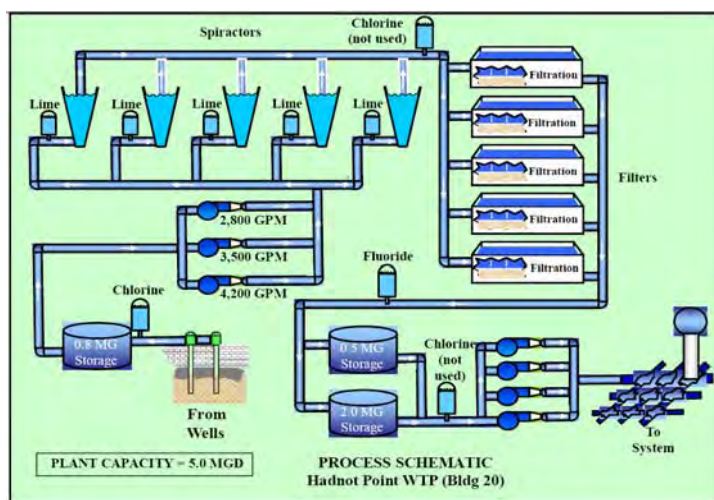 Chlorine
(not used)
Spiractors
Lime
Lime
Lime
Lime
Lime
Filtration
Filtration
Filtration
Filtration
Filtration
Filters
2,800 GPM
3,500 GPM
4,200 GPM
Fluoride
Chlorine
0.8 MG
Storage
From
Wells
0.5 MG
Storage
2.0 MG
Storage
Chlorine
(not
used)
To
System
PLANT CAPACITY = 5.0 MGD
PROCESS SCHEMATIC
Hadnot Point WTP (Bldg 20)